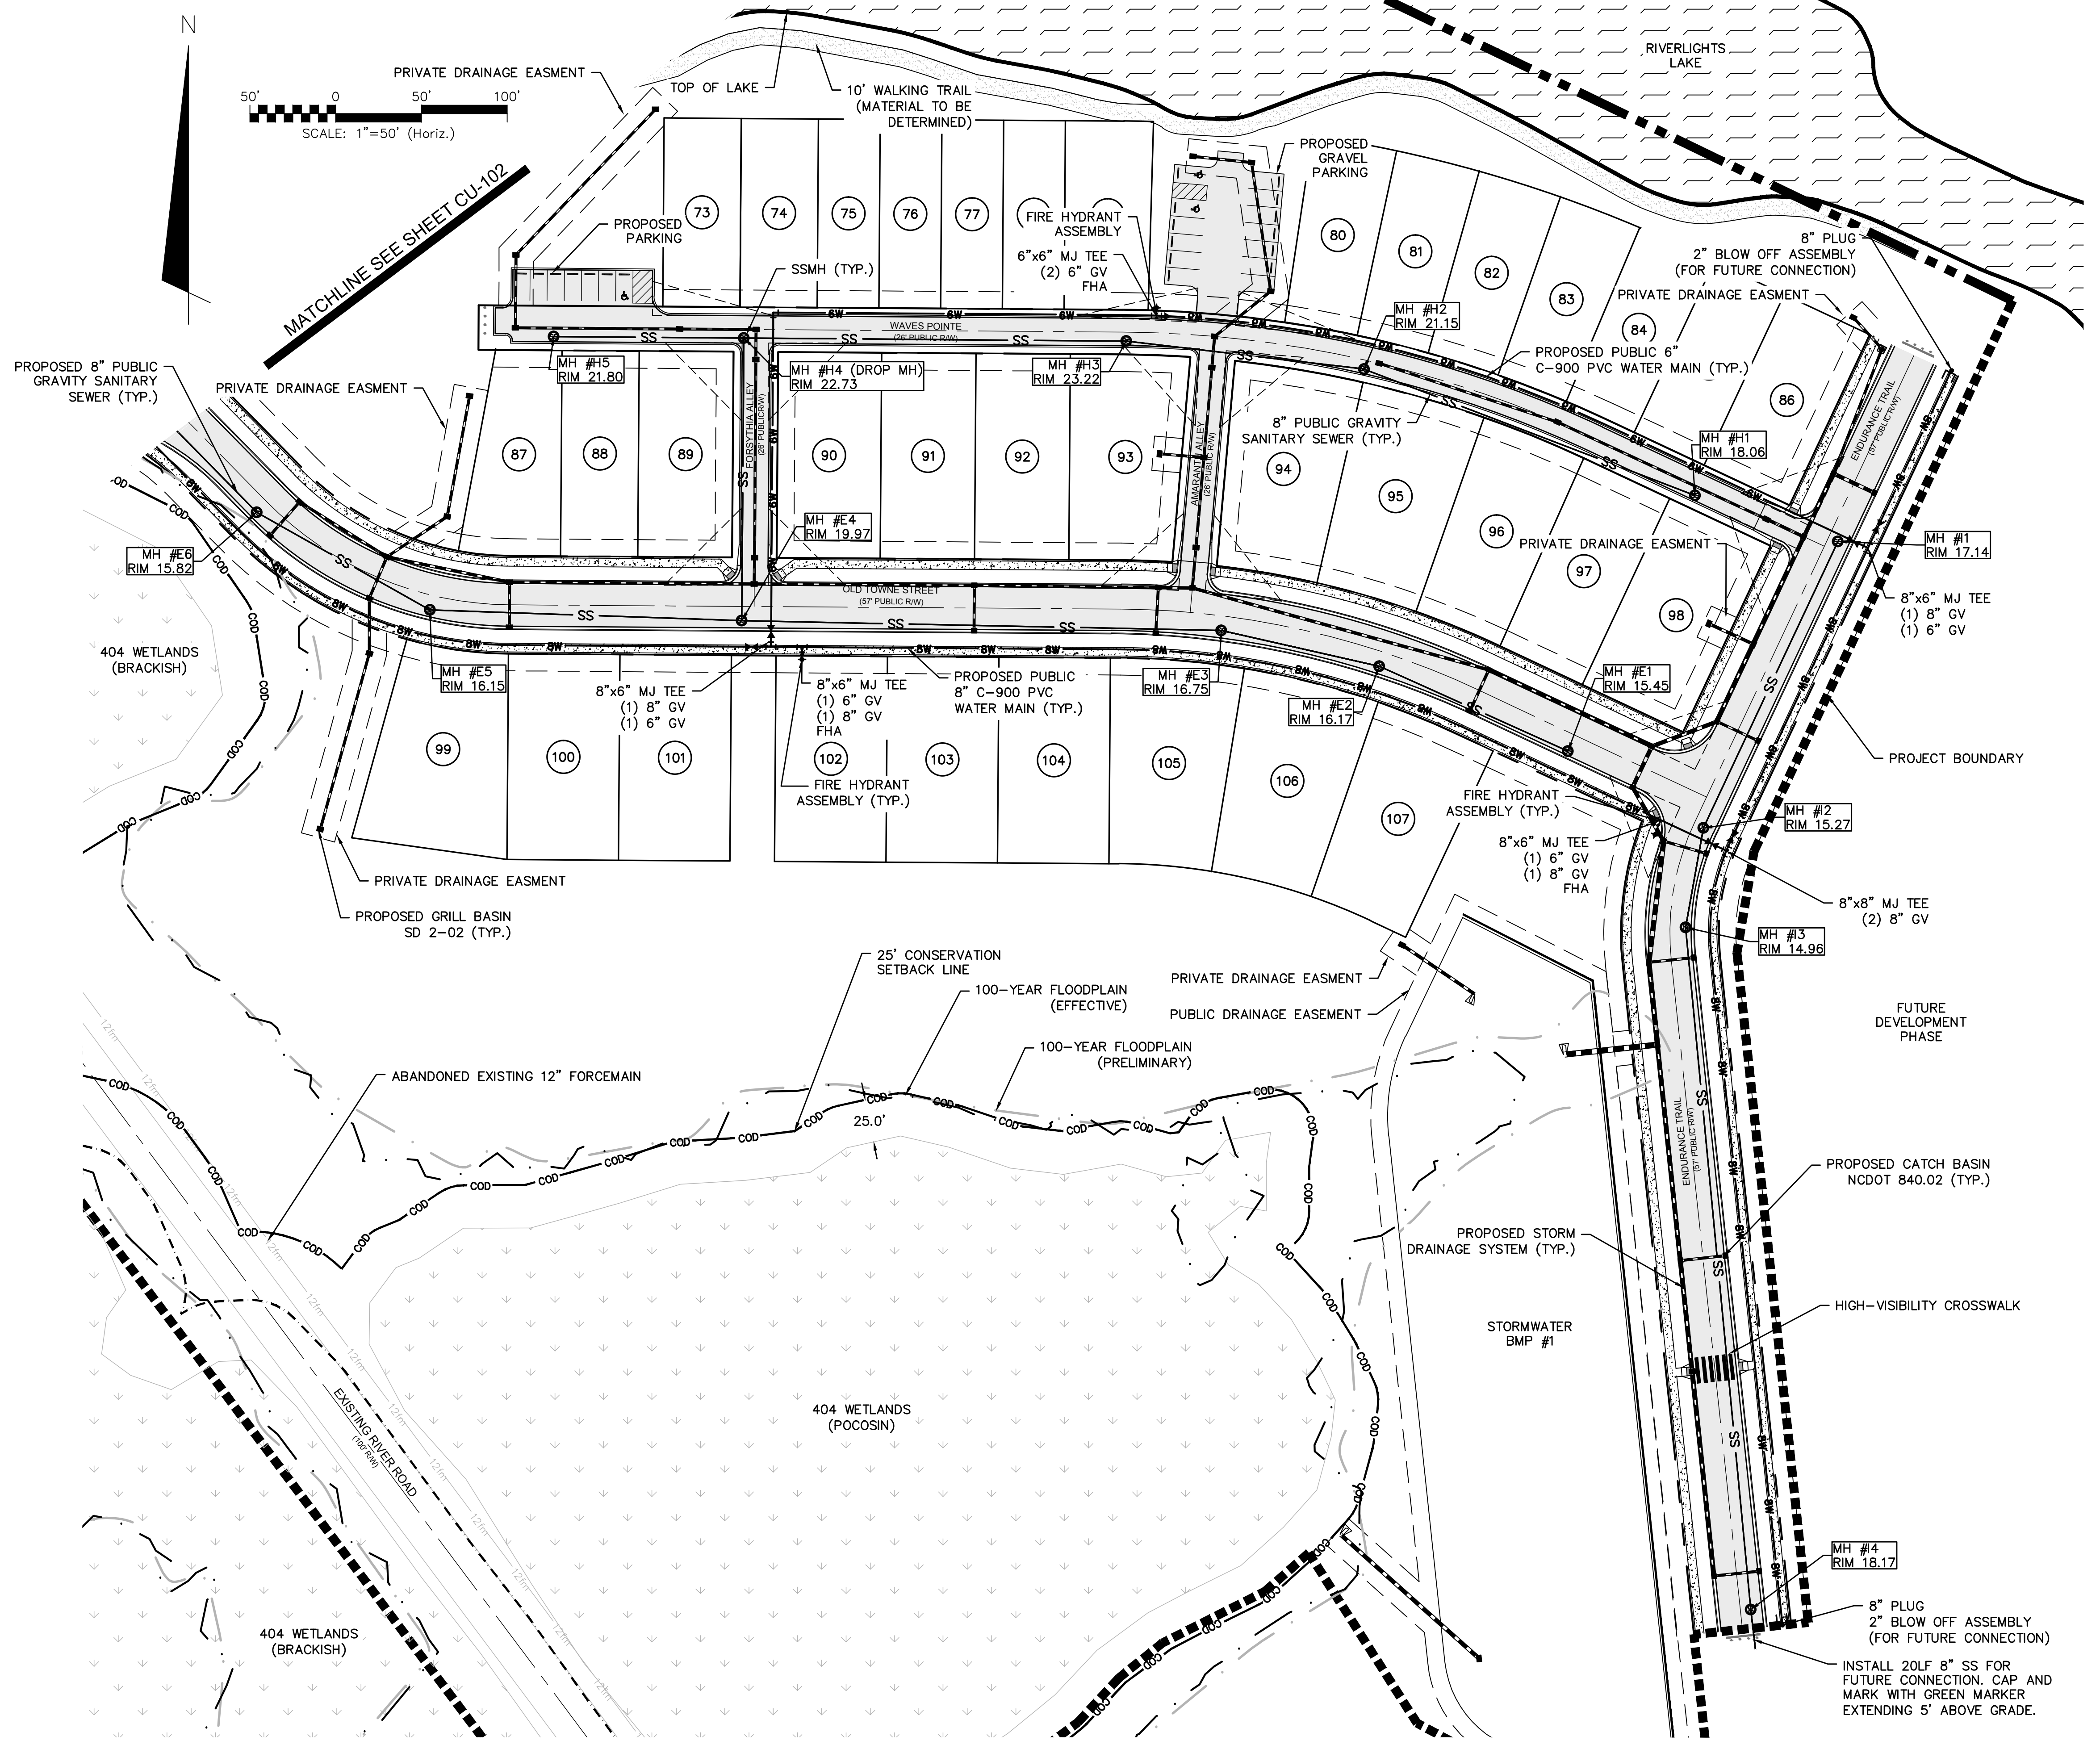 N
50' 0 50' 100'
SCALE: 1"=50' (Horiz.)
MATCHLINE SEE SHEET CU-102
PRIVATE DRAINAGE EASMENT
TOP OF LAKE
10' WALKING TRAIL
(MATERIAL TO BE
DETERMINED)
RIVERLIGHTS
LAKE
PROPOSED
GRAVEL
PARKING
PROPOSED
PARKING
FIRE HYDRANT
ASSEMBLY
6"x6" MJ TEE
(2) 6" GV
FHA
SSMH (TYP.)
73
74
75
76
77
80
81
82
83
84
86
8" PLUG
2" BLOW OFF ASSEMBLY
(FOR FUTURE CONNECTION)
PRIVATE DRAINAGE EASMENT
MH #H2
RIM 21.15
WAVES POINTE
(26' PUBLIC R/W)
PROPOSED PUBLIC 6"
C-900 PVC WATER MAIN (TYP.)
MH #H5
RIM 21.80
MH #H4 (DROP MH)
RIM 22.73
MH #H3
RIM 23.22
PROPOSED 8" PUBLIC
GRAVITY SANITARY
SEWER (TYP.)
PRIVATE DRAINAGE EASMENT
FORSYTHIA ALLEY
(26' PUBLICR/W)
AMARANTH ALLEY
(26' PUBLIC R/W)
ENDURANCE TRAIL
(57' PUBLIC R/W)
8" PUBLIC GRAVITY
SANITARY SEWER (TYP.)
MH #H1
RIM 18.06
87
88
89
90
91
92
93
94
95
96
97
98
MH #E4
RIM 19.97
MH #E6
RIM 15.82
PRIVATE DRAINAGE EASMENT
MH #I1
RIM 17.14
8"x6" MJ TEE
(1) 8" GV
(1) 6" GV
OLD TOWNE STREET
(57' PUBLIC R/W)
404 WETLANDS
(BRACKISH)
MH #E5
RIM 16.15
8"x6" MJ TEE
(1) 8" GV
(1) 6" GV
8"x6" MJ TEE
(1) 6" GV
(1) 8" GV
FHA
PROPOSED PUBLIC
8" C-900 PVC
WATER MAIN (TYP.)
MH #E3
RIM 16.75
MH #E2
RIM 16.17
MH #E1
RIM 15.45
PROJECT BOUNDARY
99
100
101
102
103
104
105
106
107
FIRE HYDRANT
ASSEMBLY (TYP.)
FIRE HYDRANT
ASSEMBLY (TYP.)
8"x6" MJ TEE
(1) 6" GV
(1) 8" GV
FHA
MH #I2
RIM 15.27
8"x8" MJ TEE
(2) 8" GV
MH #I3
RIM 14.96
PRIVATE DRAINAGE EASMENT
PROPOSED GRILL BASIN
SD 2-02 (TYP.)
25' CONSERVATION
SETBACK LINE
100-YEAR FLOODPLAIN
(EFFECTIVE)
100-YEAR FLOODPLAIN
(PRELIMINARY)
PRIVATE DRAINAGE EASMENT
PUBLIC DRAINAGE EASEMENT
FUTURE
DEVELOPMENT
PHASE
ABANDONED EXISTING 12" FORCEMAIN
25.0'
ENDURANCE TRAIL
(57' PUBLIC R/W)
PROPOSED CATCH BASIN
NCDOT 840.02 (TYP.)
PROPOSED STORM
DRAINAGE SYSTEM (TYP.)
HIGH-VISIBILITY CROSSWALK
STORMWATER
BMP #1
404 WETLANDS
(POCOSIN)
EXISTING RIVER ROAD
(100' R/W)
404 WETLANDS
(BRACKISH)
MH #I4
RIM 18.17
8" PLUG
2" BLOW OFF ASSEMBLY
(FOR FUTURE CONNECTION)
INSTALL 20LF 8" SS FOR
FUTURE CONNECTION. CAP AND
MARK WITH GREEN MARKER
EXTENDING 5' ABOVE GRADE.